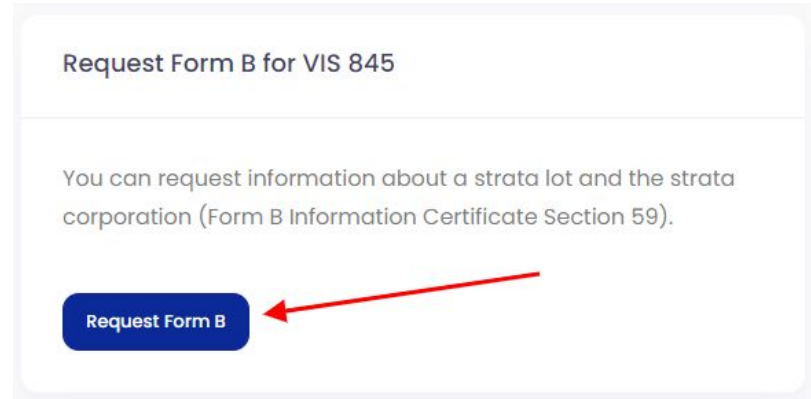 Request Form B for VIS 845
You can request information about a strata lot and the strata
corporation (Form B Information Certificate Section 59).
Request Form B